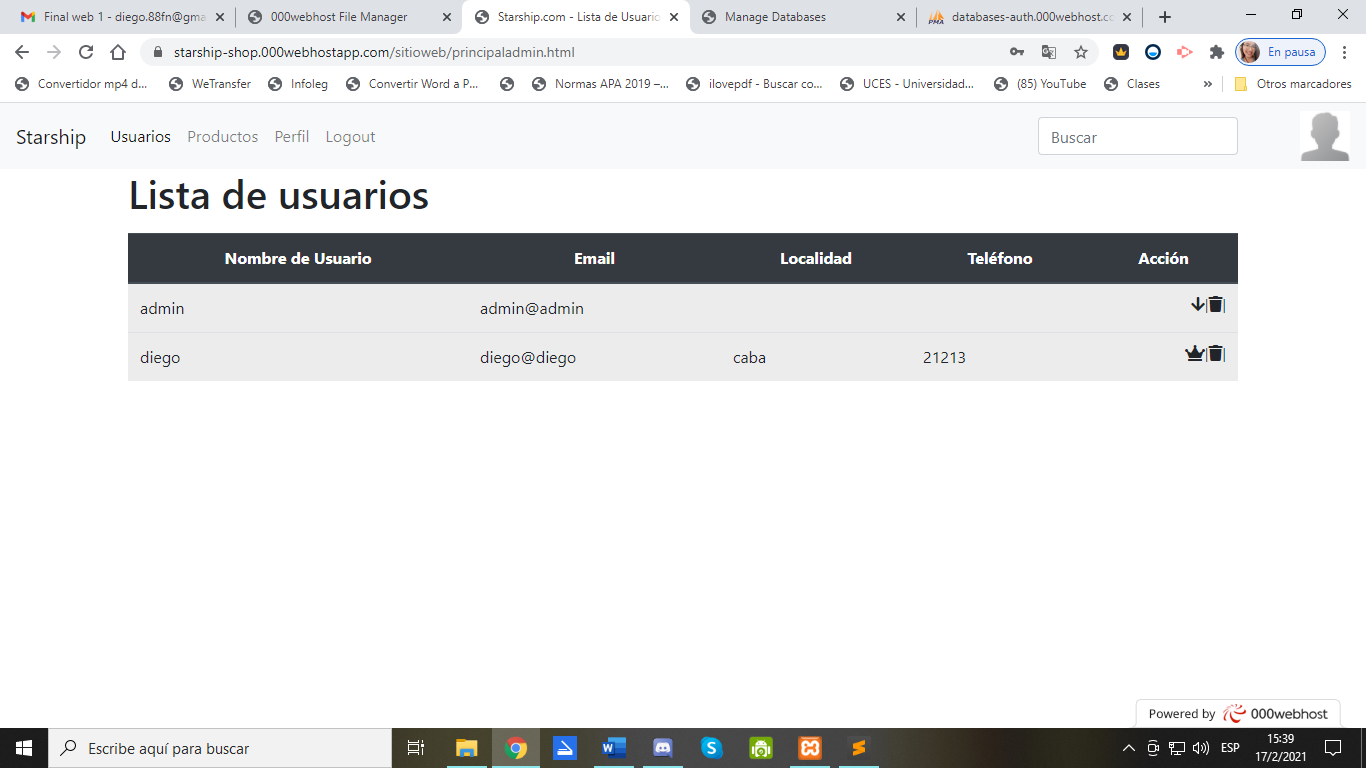 Final web 1 - diego.88fn@gma
000webhost File Manager
Starship.com - Lista de Usuario
Manage Databases
databases-auth.000webhost.co
starship-shop.000webhostapp.com/sitioweb/principaladmin.html
En pausa
Convertidor mp4 d...
WeTransfer
Infoleg
Convertir Word a P...
Normas APA 2019 –...
ilovepdf - Buscar co...
UCES - Universidad...
(85) YouTube
Clases
»
Otros marcadores
Starship
Usuarios
Productos
Perfil
Logout
Buscar
Lista de usuarios
Nombre de Usuario Email Localidad Teléfono Acción
admin admin@admin
diego diego@diego caba 21213
Powered by 000webhost
Escribe aquí para buscar
ESP
15:39
17/2/2021